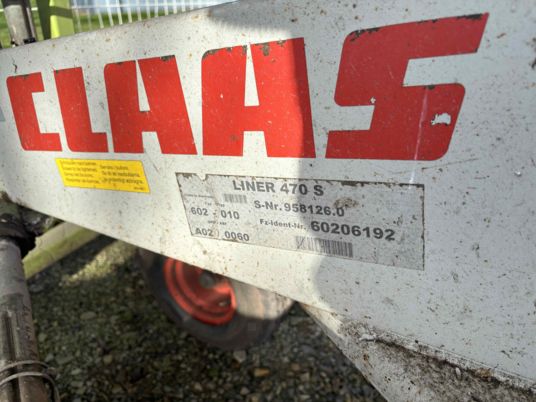 CLAAS
LINER 470 S
602 - 010
S-Nr. 958126.0
Fz-Ident-Nr. 60206192
A02 0060